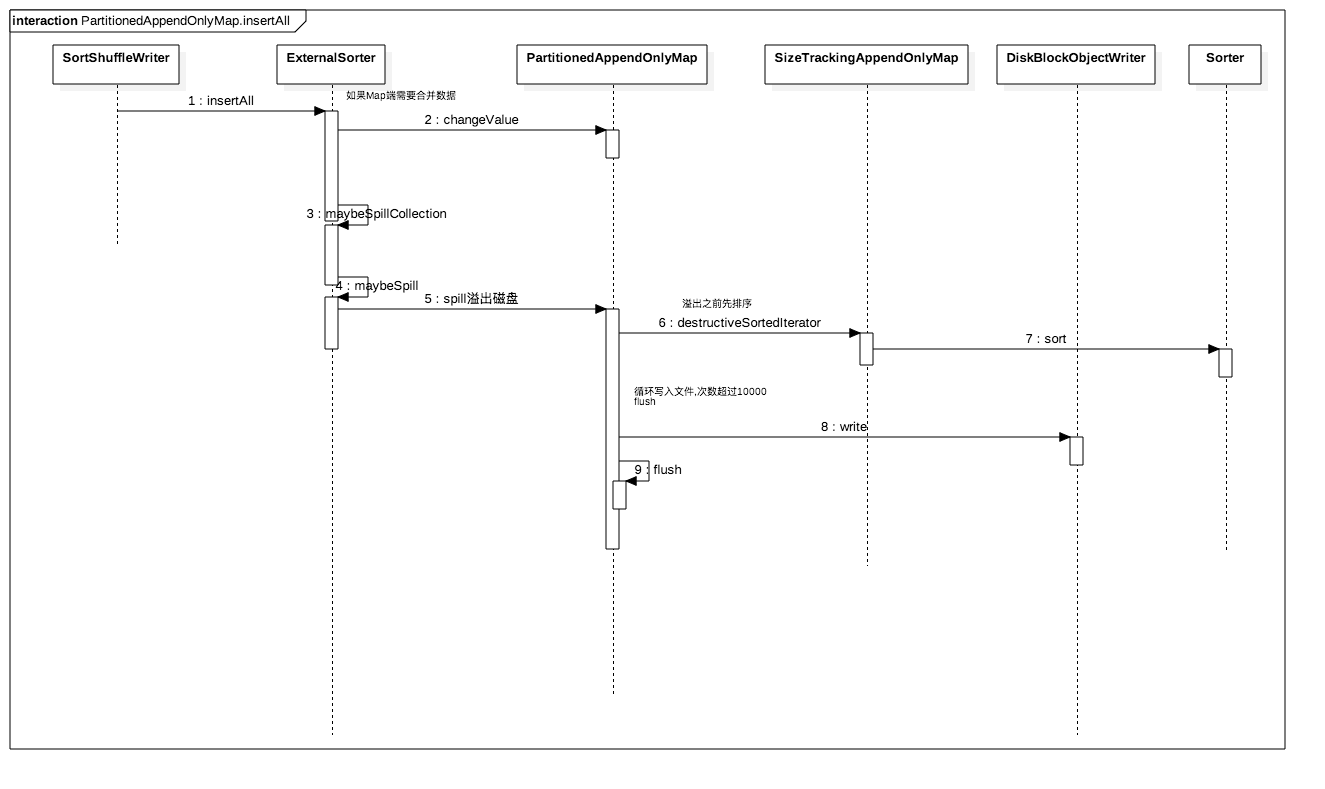 interaction PartitionedAppendOnlyMap.insertAll
SortShuffleWriter
ExternalSorter
PartitionedAppendOnlyMap
SizeTrackingAppendOnlyMap
DiskBlockObjectWriter
Sorter
如果Map端需要合并数据
1 : insertAll
2 : changeValue
3 : maybeSpillCollection
4 : maybeSpill
5 : spill溢出磁盘
溢出之前先排序
6 : destructiveSortedIterator
7 : sort
循环写入文件,次数超过10000
flush
8 : write
9 : flush